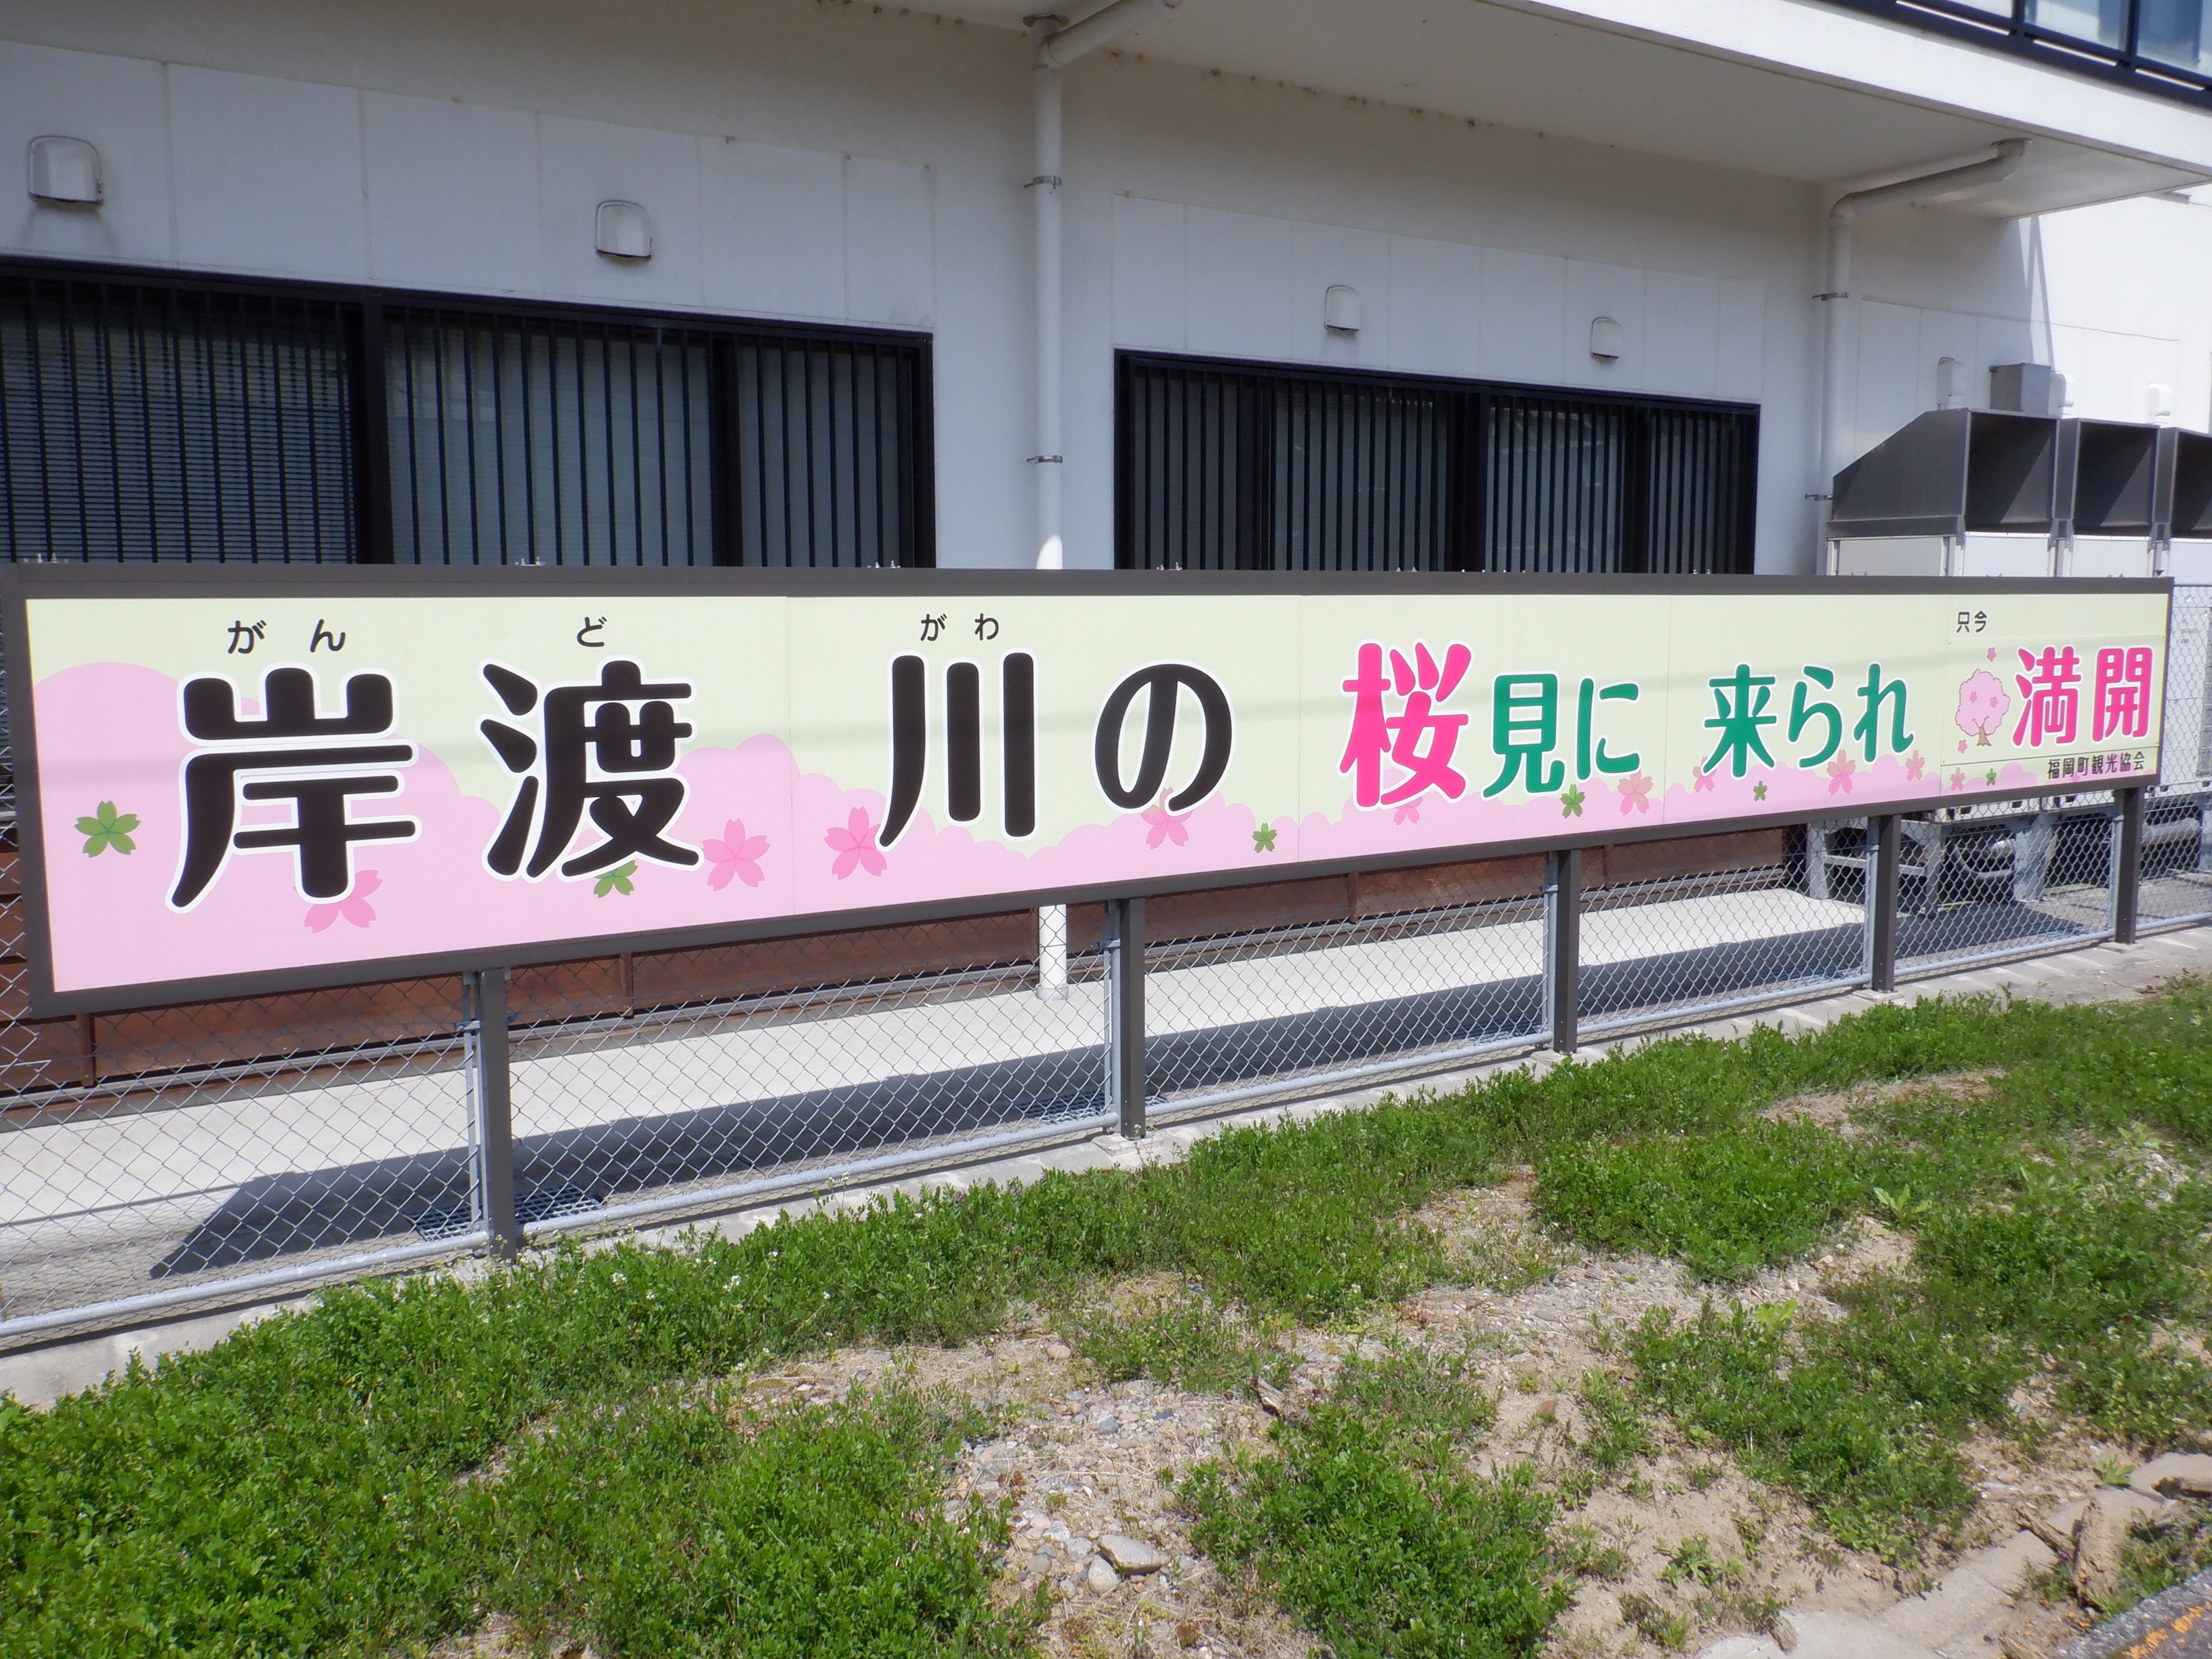 がん ど がわ
岸渡川の桜見に来られ
只今
満開
福岡町観光協会